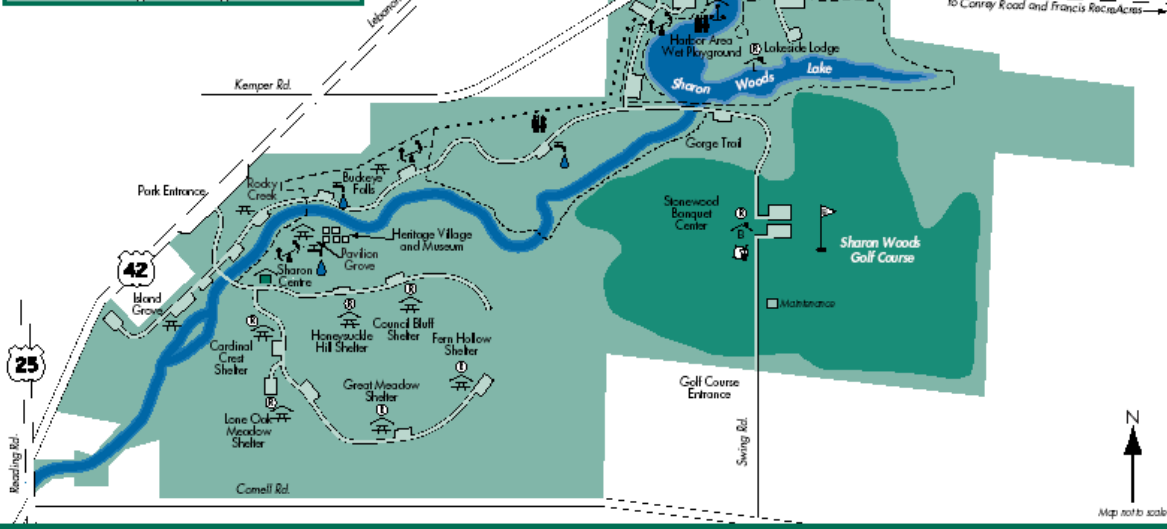 to Conrey Road and Francis RecreAcres
Lebanon
Harbor Area
Wet Playground
R
Lakeside Lodge
L
Sharon Woods Lake
Kemper Rd.
Gorge Trail
Park Entrance
Rocky
Creek
Buckeye
Falls
Stonewood
Banquet
Center
R
B
Heritage Village
and Museum
Pavilion
Grove
Sharon Woods
Golf Course
42
Sharon
Centre
Island
Grove
Maintenance
R
R
R
Cardinal
Crest
Shelter
Honeysuckle
Hill Shelter
Council Bluff
Shelter
Fern Hollow
Shelter
25
Great Meadow
Shelter
Golf Course
Entrance
R
Lone Oak
Meadow
Shelter
N
Reading Rd.
Swing Rd.
Cornell Rd.
Map not to scale